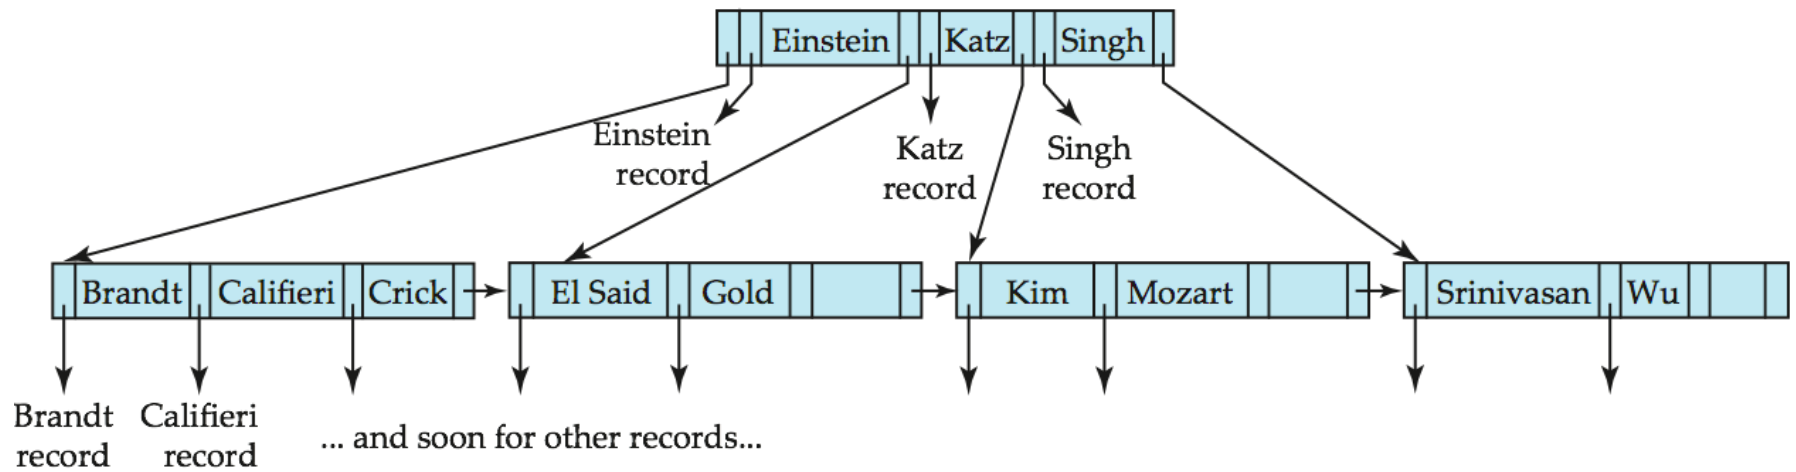 Einstein Katz Singh
Einstein
record
Katz
record
Singh
record
Brandt Califieri Crick El Said Gold Kim Mozart Srinivasan Wu
Brandt
record
Califieri
record
... and soon for other records...